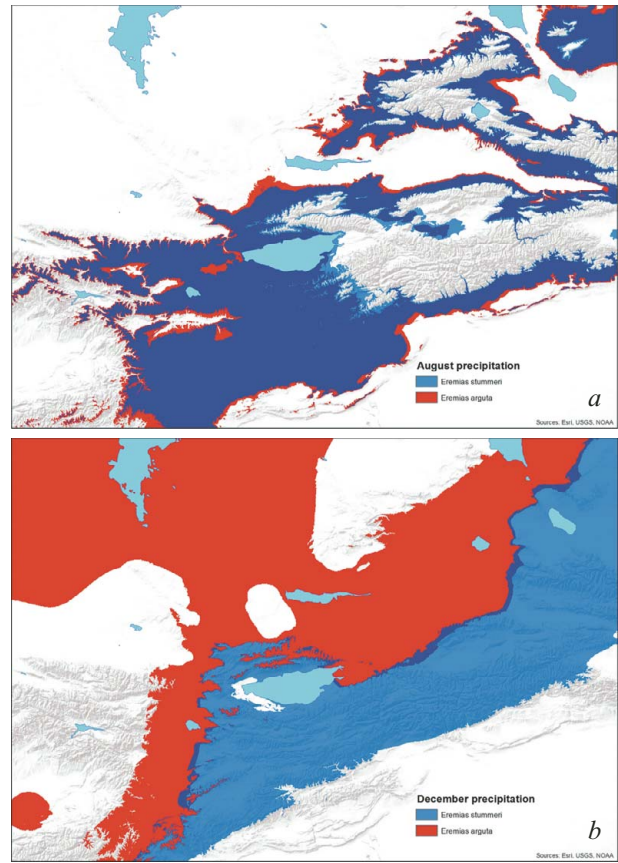 August precipitation
Eremias stummeri
Eremias arguta
a
Sources: Esri, USGS, NOAA
December precipitation
Eremias stummeri
Eremias arguta
b
Sources: Esri, USGS, NOAA